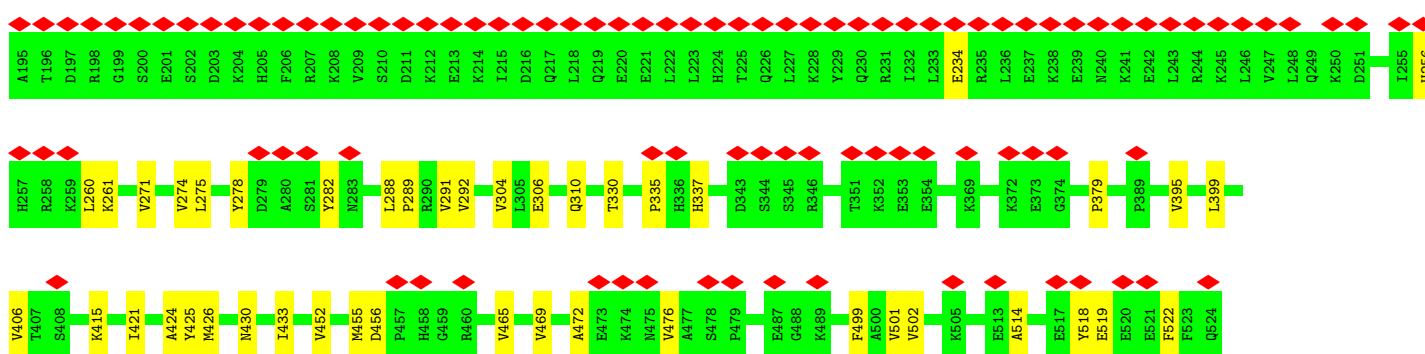 A195 T196 D197 R198 G199 S200 E201 S202 D203 K204 H205 F206 R207 K208 V209 S210 D211 K212 E213 K214 I215 D216 Q217 L218 Q219 E220 E221 L222 L223 H224 T225 Q226 L227 K228 Y229 Q230 R231 I232 L233 E234 R235 L236 E237 K238 E239 N240 K241 E242 L243 R244 K245 L246 V247 L248 Q249 K250 D251 I255
H257 R258 K259 L260 K261 V271 V274 L275 Y278 D279 A280 S281 Y282 N283 L288 P289 R290 V291 V292 V304 L305 E306 Q310 T330 P335 H336 H337 D343 S344 S345 R346 T351 K352 E353 E354 K369 K372 E373 G374 P379 P389 V395 L399
V406 T407 S408 K415 I421 A424 Y425 M426 N430 I433 V452 M455 D456 P457 H458 G459 R460 V465 V469 A472 E473 K474 N475 V476 A477 S478 P479 E487 G488 K489 F499 A500 V501 V502 K505 E513 A514 E517 Y518 E519 E520 E521 F522 F523 Q524